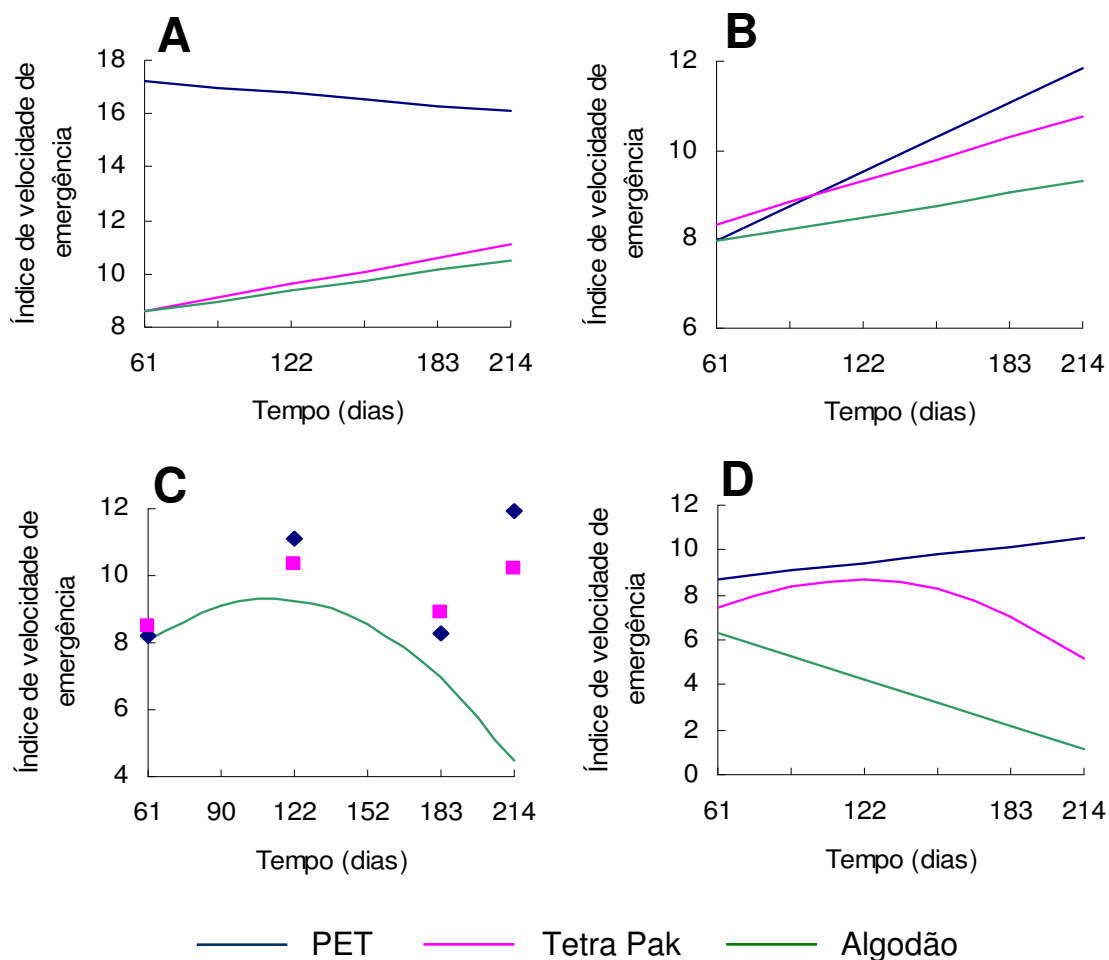 A
Índice de velocidade de
emergência
18
16
14
12
10
8
61
122
183
214
Tempo (dias)
B
Índice de velocidade de
emergência
12
10
8
6
61
122
183
214
Tempo (dias)
C
Índice de velocidade de
emergência
12
10
8
6
4
61
90
122
152
183
214
Tempo (dias)
D
Índice de velocidade de
emergência
12
10
8
6
4
2
0
61
122
183
214
Tempo (dias)
PET
Tetra Pak
Algodão